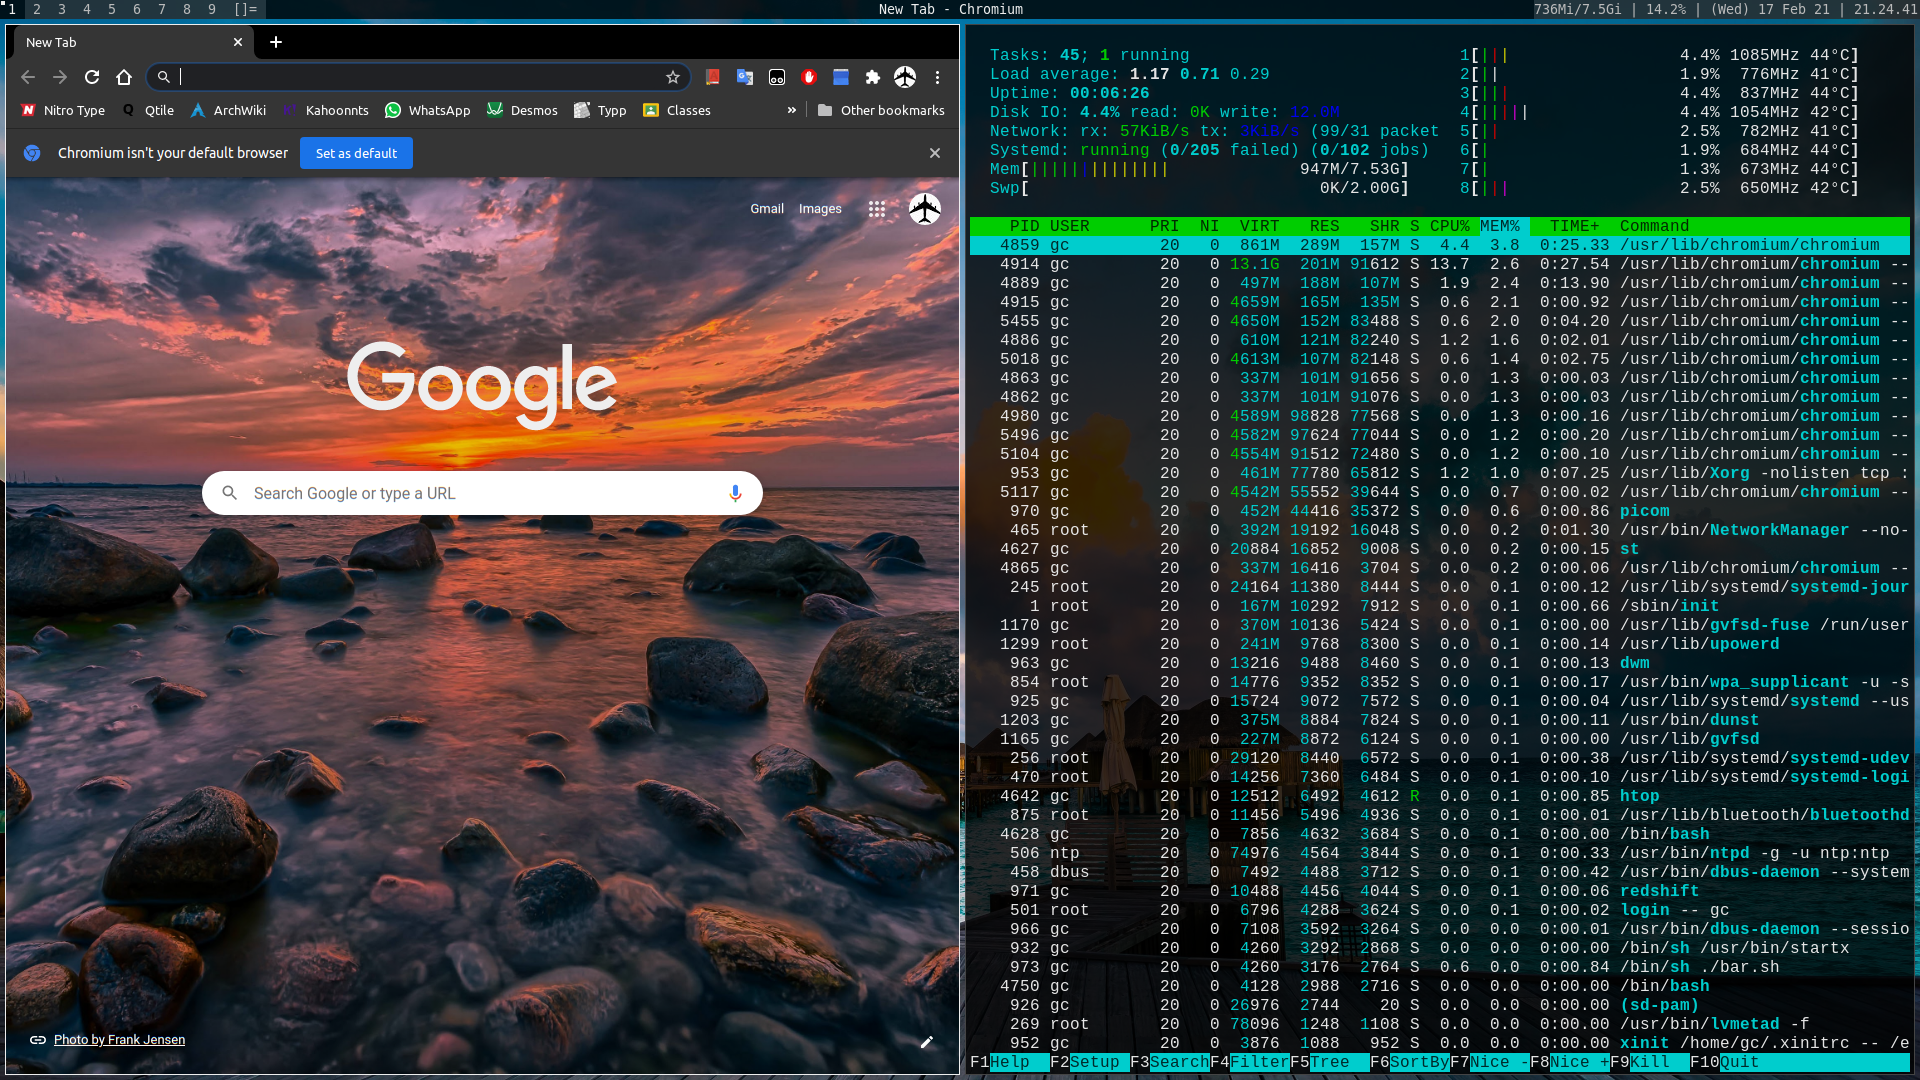 1 2 3 4 5 6 7 8 9 []= New Tab - Chromium 736Mi/7.5Gi | 14.2% | (Wed) 17 Feb 21 | 21.24.41
New Tab
Nitro Type Qtile ArchWiki Kahoonnts WhatsApp Desmos Typp Classes » Other bookmarks
Chromium isn't your default browser Set as default
Gmail Images
Google
Search Google or type a URL
Photo by Frank Jensen
Tasks: 45; 1 running
Load average: 1.17 0.71 0.29
Uptime: 00:06:26
Disk IO: 4.4% read: 0K write: 12.0M
Network: rx: 57KiB/s tx: 3KiB/s (99/31 packet
Systemd: running (0/205 failed) (0/102 jobs)
Mem[|||||||||||||| 947M/7.53G]
Swp[ 0K/2.00G]
1[||| 4.4% 1085MHz 44°C]
2[|| 1.9% 776MHz 41°C]
3[||| 4.4% 837MHz 44°C]
4[||||| 4.4% 1054MHz 42°C]
5[|| 2.5% 782MHz 41°C]
6[| 1.9% 684MHz 44°C]
7[| 1.3% 673MHz 44°C]
8[||| 2.5% 650MHz 42°C]
PID USER PRI NI VIRT RES SHR S CPU% MEM% TIME+ Command
4859 gc 20 0 861M 289M 157M S 4.4 3.8 0:25.33 /usr/lib/chromium/chromium
4914 gc 20 0 13.1G 201M 91612 S 13.7 2.6 0:27.54 /usr/lib/chromium/chromium --
4889 gc 20 0 497M 188M 107M S 1.9 2.4 0:13.90 /usr/lib/chromium/chromium --
4915 gc 20 0 4659M 165M 135M S 0.6 2.1 0:00.92 /usr/lib/chromium/chromium --
5455 gc 20 0 4650M 152M 83488 S 0.6 2.0 0:04.20 /usr/lib/chromium/chromium --
4886 gc 20 0 610M 121M 82240 S 1.2 1.6 0:02.01 /usr/lib/chromium/chromium --
5018 gc 20 0 4613M 107M 82148 S 0.6 1.4 0:02.75 /usr/lib/chromium/chromium --
4863 gc 20 0 337M 101M 91656 S 0.0 1.3 0:00.03 /usr/lib/chromium/chromium --
4862 gc 20 0 337M 101M 91076 S 0.0 1.3 0:00.03 /usr/lib/chromium/chromium --
4980 gc 20 0 4589M 98828 77568 S 0.0 1.3 0:00.16 /usr/lib/chromium/chromium --
5496 gc 20 0 4582M 97624 77044 S 0.0 1.2 0:00.20 /usr/lib/chromium/chromium --
5104 gc 20 0 4554M 91512 72480 S 0.0 1.2 0:00.10 /usr/lib/chromium/chromium --
953 gc 20 0 461M 77780 65812 S 1.2 1.0 0:07.25 /usr/lib/Xorg -nolisten tcp :
5117 gc 20 0 4542M 55552 39644 S 0.0 0.7 0:00.02 /usr/lib/chromium/chromium --
970 gc 20 0 452M 44416 35372 S 0.0 0.6 0:00.86 picom
465 root 20 0 392M 19192 16048 S 0.0 0.2 0:01.30 /usr/bin/NetworkManager --no-
4627 gc 20 0 20884 16852 9008 S 0.0 0.2 0:00.15 st
4865 gc 20 0 337M 16416 3704 S 0.0 0.2 0:00.06 /usr/lib/chromium/chromium --
245 root 20 0 24164 11380 8444 S 0.0 0.1 0:00.12 /usr/lib/systemd/systemd-jour
1 root 20 0 167M 10292 7912 S 0.0 0.1 0:00.66 /sbin/init
1170 gc 20 0 370M 10136 5424 S 0.0 0.1 0:00.00 /usr/lib/gvfsd-fuse /run/user
1299 root 20 0 241M 9768 8300 S 0.0 0.1 0:00.14 /usr/lib/upowerd
963 gc 20 0 13216 9488 8460 S 0.0 0.1 0:00.13 dwm
854 root 20 0 14776 9352 8352 S 0.0 0.1 0:00.17 /usr/bin/wpa_supplicant -u -s
925 gc 20 0 15724 9072 7572 S 0.0 0.1 0:00.04 /usr/lib/systemd/systemd --us
1203 gc 20 0 375M 8884 7824 S 0.0 0.1 0:00.11 /usr/bin/dunst
1165 gc 20 0 227M 8872 6124 S 0.0 0.1 0:00.00 /usr/lib/gvfsd
256 root 20 0 29120 8440 6572 S 0.0 0.1 0:00.38 /usr/lib/systemd/systemd-udev
470 root 20 0 14256 7360 6484 S 0.0 0.1 0:00.10 /usr/lib/systemd/systemd-logi
4642 gc 20 0 12512 6492 4612 R 0.0 0.1 0:00.85 htop
875 root 20 0 11456 5496 4936 S 0.0 0.1 0:00.01 /usr/lib/bluetooth/bluetoothd
4628 gc 20 0 7856 4632 3684 S 0.0 0.1 0:00.00 /bin/bash
506 ntp 20 0 74976 4564 3844 S 0.0 0.1 0:00.33 /usr/bin/ntpd -g -u ntp:ntp
458 dbus 20 0 7492 4488 3712 S 0.0 0.1 0:00.42 /usr/bin/dbus-daemon --system
971 gc 20 0 10488 4456 4044 S 0.0 0.1 0:00.06 redshift
501 root 20 0 6796 4288 3624 S 0.0 0.1 0:00.02 login -- gc
966 gc 20 0 7108 3592 3264 S 0.0 0.0 0:00.01 /usr/bin/dbus-daemon --sessio
932 gc 20 0 4260 3292 2868 S 0.0 0.0 0:00.00 /bin/sh /usr/bin/startx
973 gc 20 0 4260 3176 2764 S 0.6 0.0 0:00.84 /bin/sh ./bar.sh
4750 gc 20 0 4128 2988 2716 S 0.0 0.0 0:00.00 /bin/bash
926 gc 20 0 26976 2744 20 S 0.0 0.0 0:00.00 (sd-pam)
269 root 20 0 78096 1248 1108 S 0.0 0.0 0:00.00 /usr/bin/lvmetad -f
952 gc 20 0 3876 1088 952 S 0.0 0.0 0:00.00 xinit /home/gc/.xinitrc -- /e
F1Help F2Setup F3SearchF4FilterF5Tree F6SortByF7Nice -F8Nice +F9Kill F10Quit